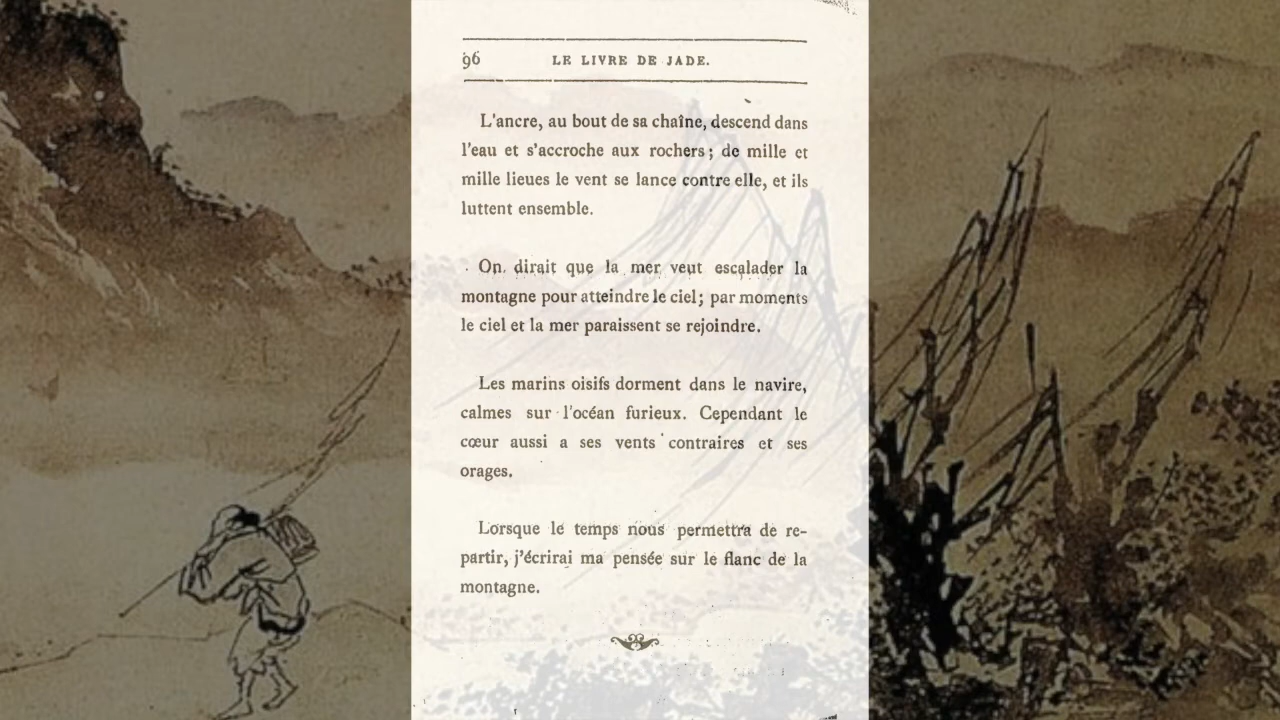 96 LE LIVRE DE JADE.
L'ancre, au bout de sa chaîne, descend dans
l'eau et s'accroche aux rochers; de mille et
mille lieues le vent se lance contre elle, et ils
luttent ensemble.
On dirait que la mer veut escalader la
montagne pour atteindre le ciel; par moments
le ciel et la mer paraissent se rejoindre.
Les marins oisifs dorment dans le navire,
calmes sur l'océan furieux. Cependant le
cœur aussi a ses vents contraires et ses
orages.
Lorsque le temps nous permettra de re-
partir, j'écrirai ma pensée sur le flanc de la
montagne.